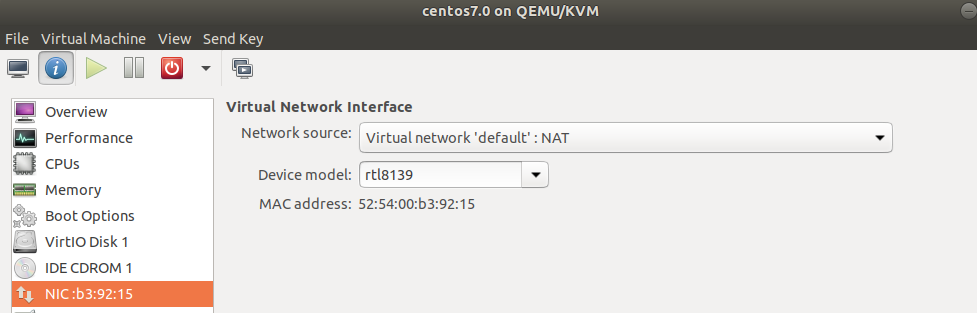 centos7.0 on QEMU/KVM
File Virtual Machine View Send Key
Overview
Performance
CPUs
Memory
Boot Options
VirtIO Disk 1
IDE CDROM 1
NIC :b3:92:15
Virtual Network Interface
Network source: Virtual network 'default' : NAT
Device model: rtl8139
MAC address: 52:54:00:b3:92:15